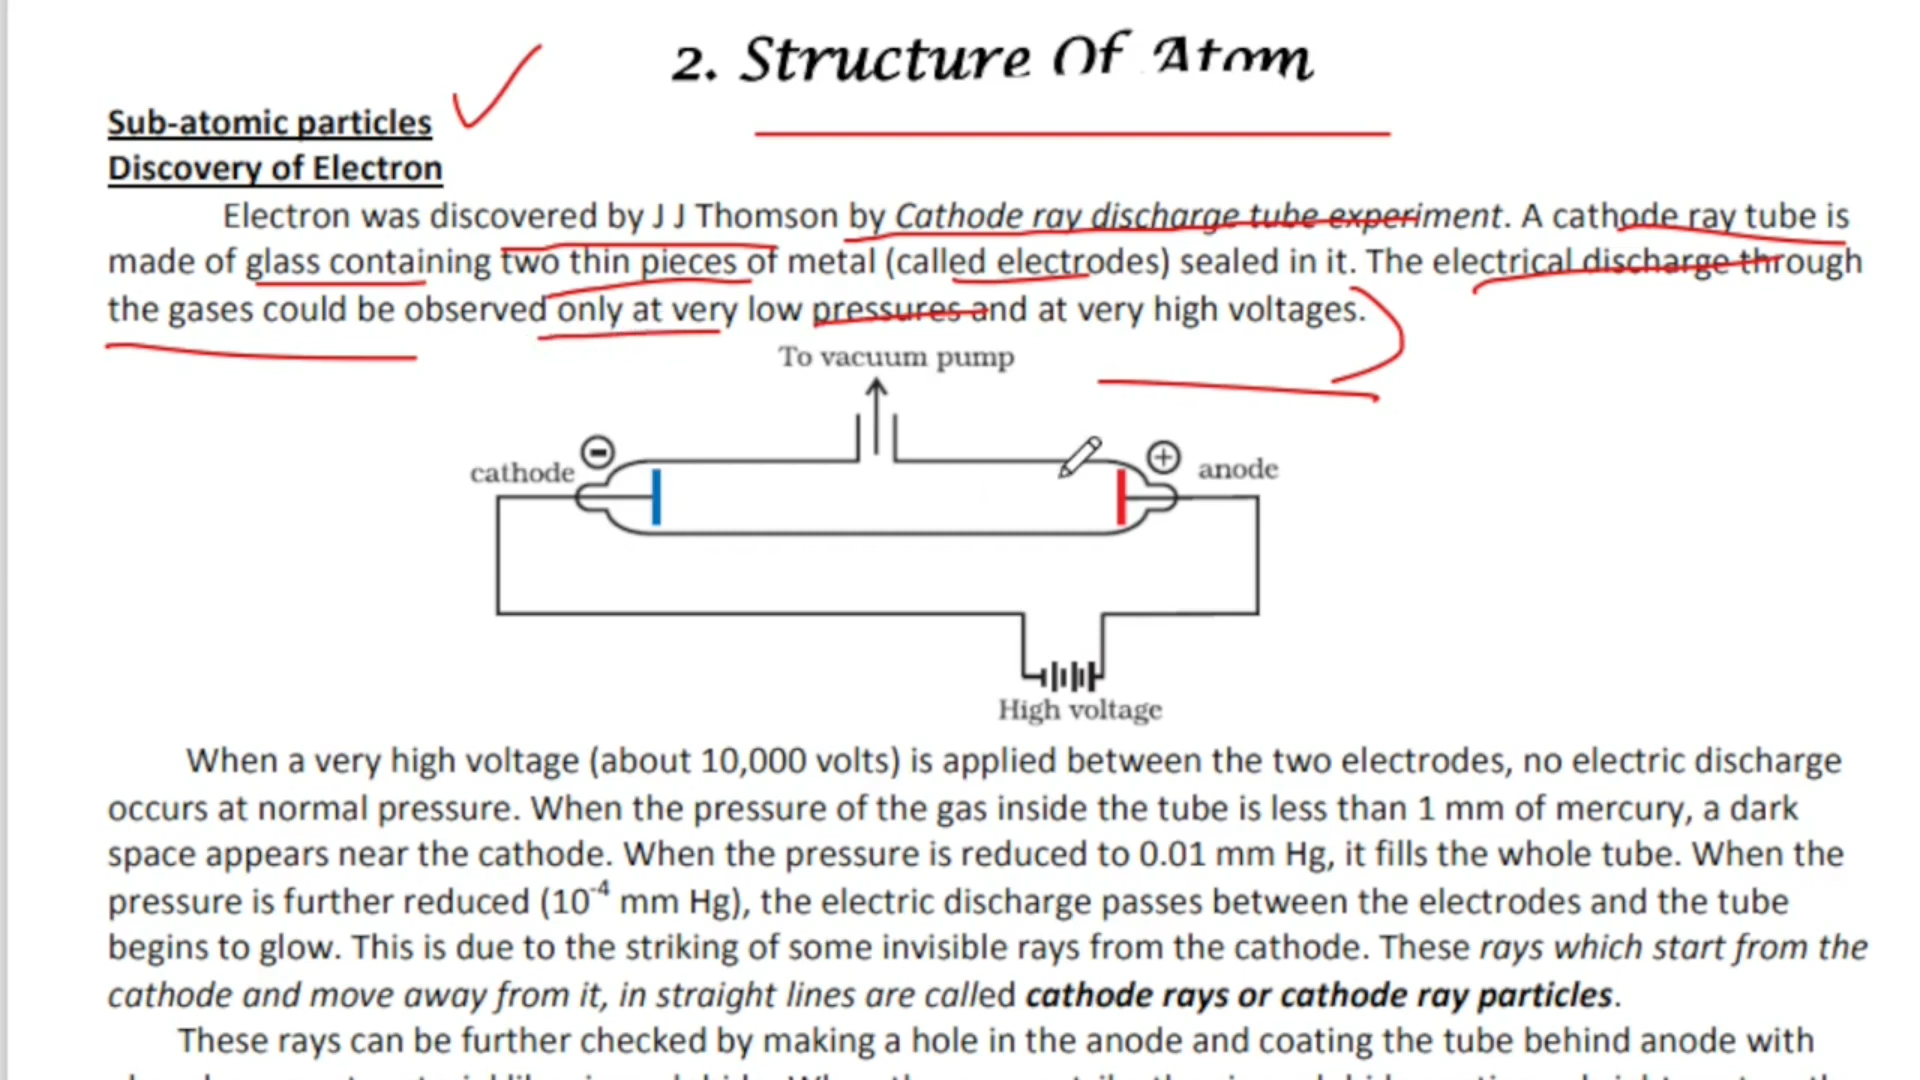 2. Structure Of Atom
Sub-atomic particles
Discovery of Electron
Electron was discovered by J J Thomson by Cathode ray discharge tube experiment. A cathode ray tube is
made of glass containing two thin pieces of metal (called electrodes) sealed in it. The electrical discharge through
the gases could be observed only at very low pressures and at very high voltages.
To vacuum pump
cathode
anode
High voltage
When a very high voltage (about 10,000 volts) is applied between the two electrodes, no electric discharge
occurs at normal pressure. When the pressure of the gas inside the tube is less than 1 mm of mercury, a dark
space appears near the cathode. When the pressure is reduced to 0.01 mm Hg, it fills the whole tube. When the
pressure is further reduced (10⁻⁴ mm Hg), the electric discharge passes between the electrodes and the tube
begins to glow. This is due to the striking of some invisible rays from the cathode. These rays which start from the
cathode and move away from it, in straight lines are called cathode rays or cathode ray particles.
These rays can be further checked by making a hole in the anode and coating the tube behind anode with